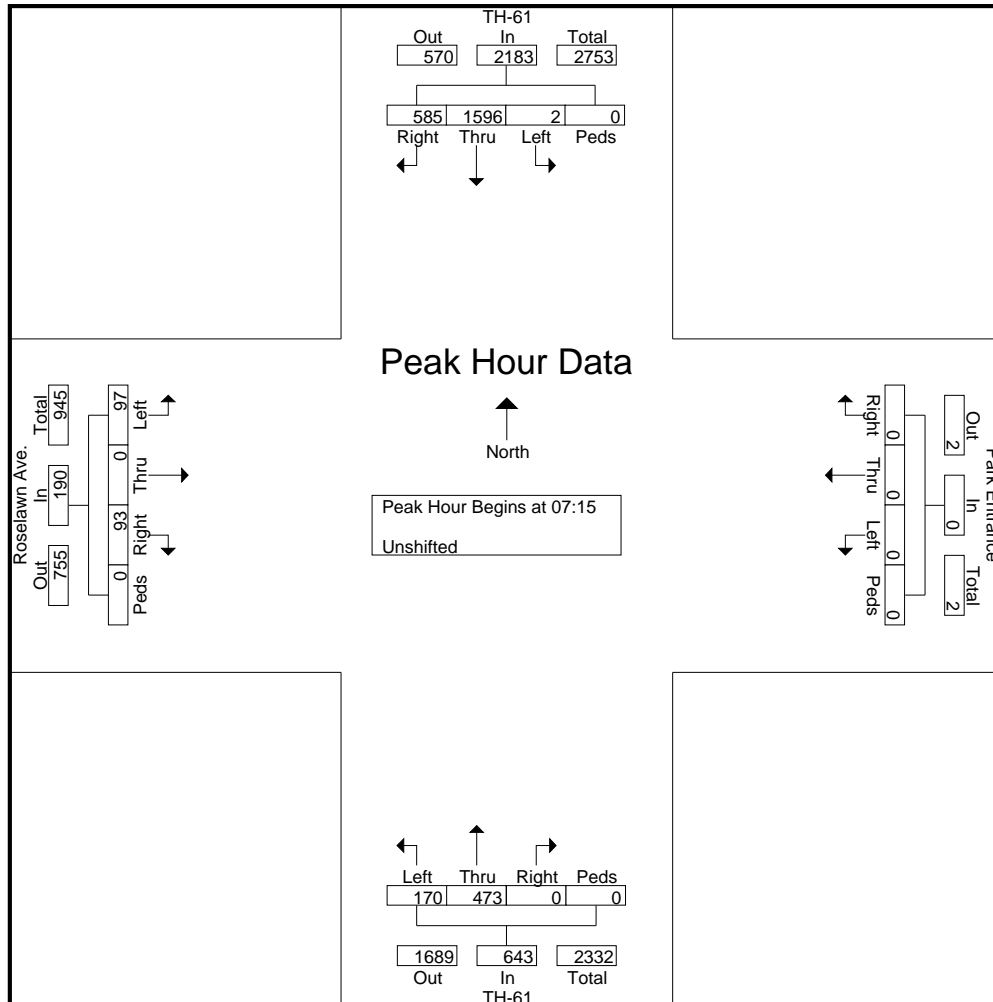 TH-61
Out In Total
570 2183 2753
585 1596 2 0
Right Thru Left Peds
Peak Hour Data
North
Peak Hour Begins at 07:15
Unshifted
Roselawn Ave.
Total In Out
945 190 755
97 0 93 0
Left Thru Right Peds
Park Entrance
Out In Total
2 0 2
Right Thru Left Peds
0 0 0 0
Left Thru Right Peds
170 473 0 0
1689 643 2332
Out In Total
TH-61